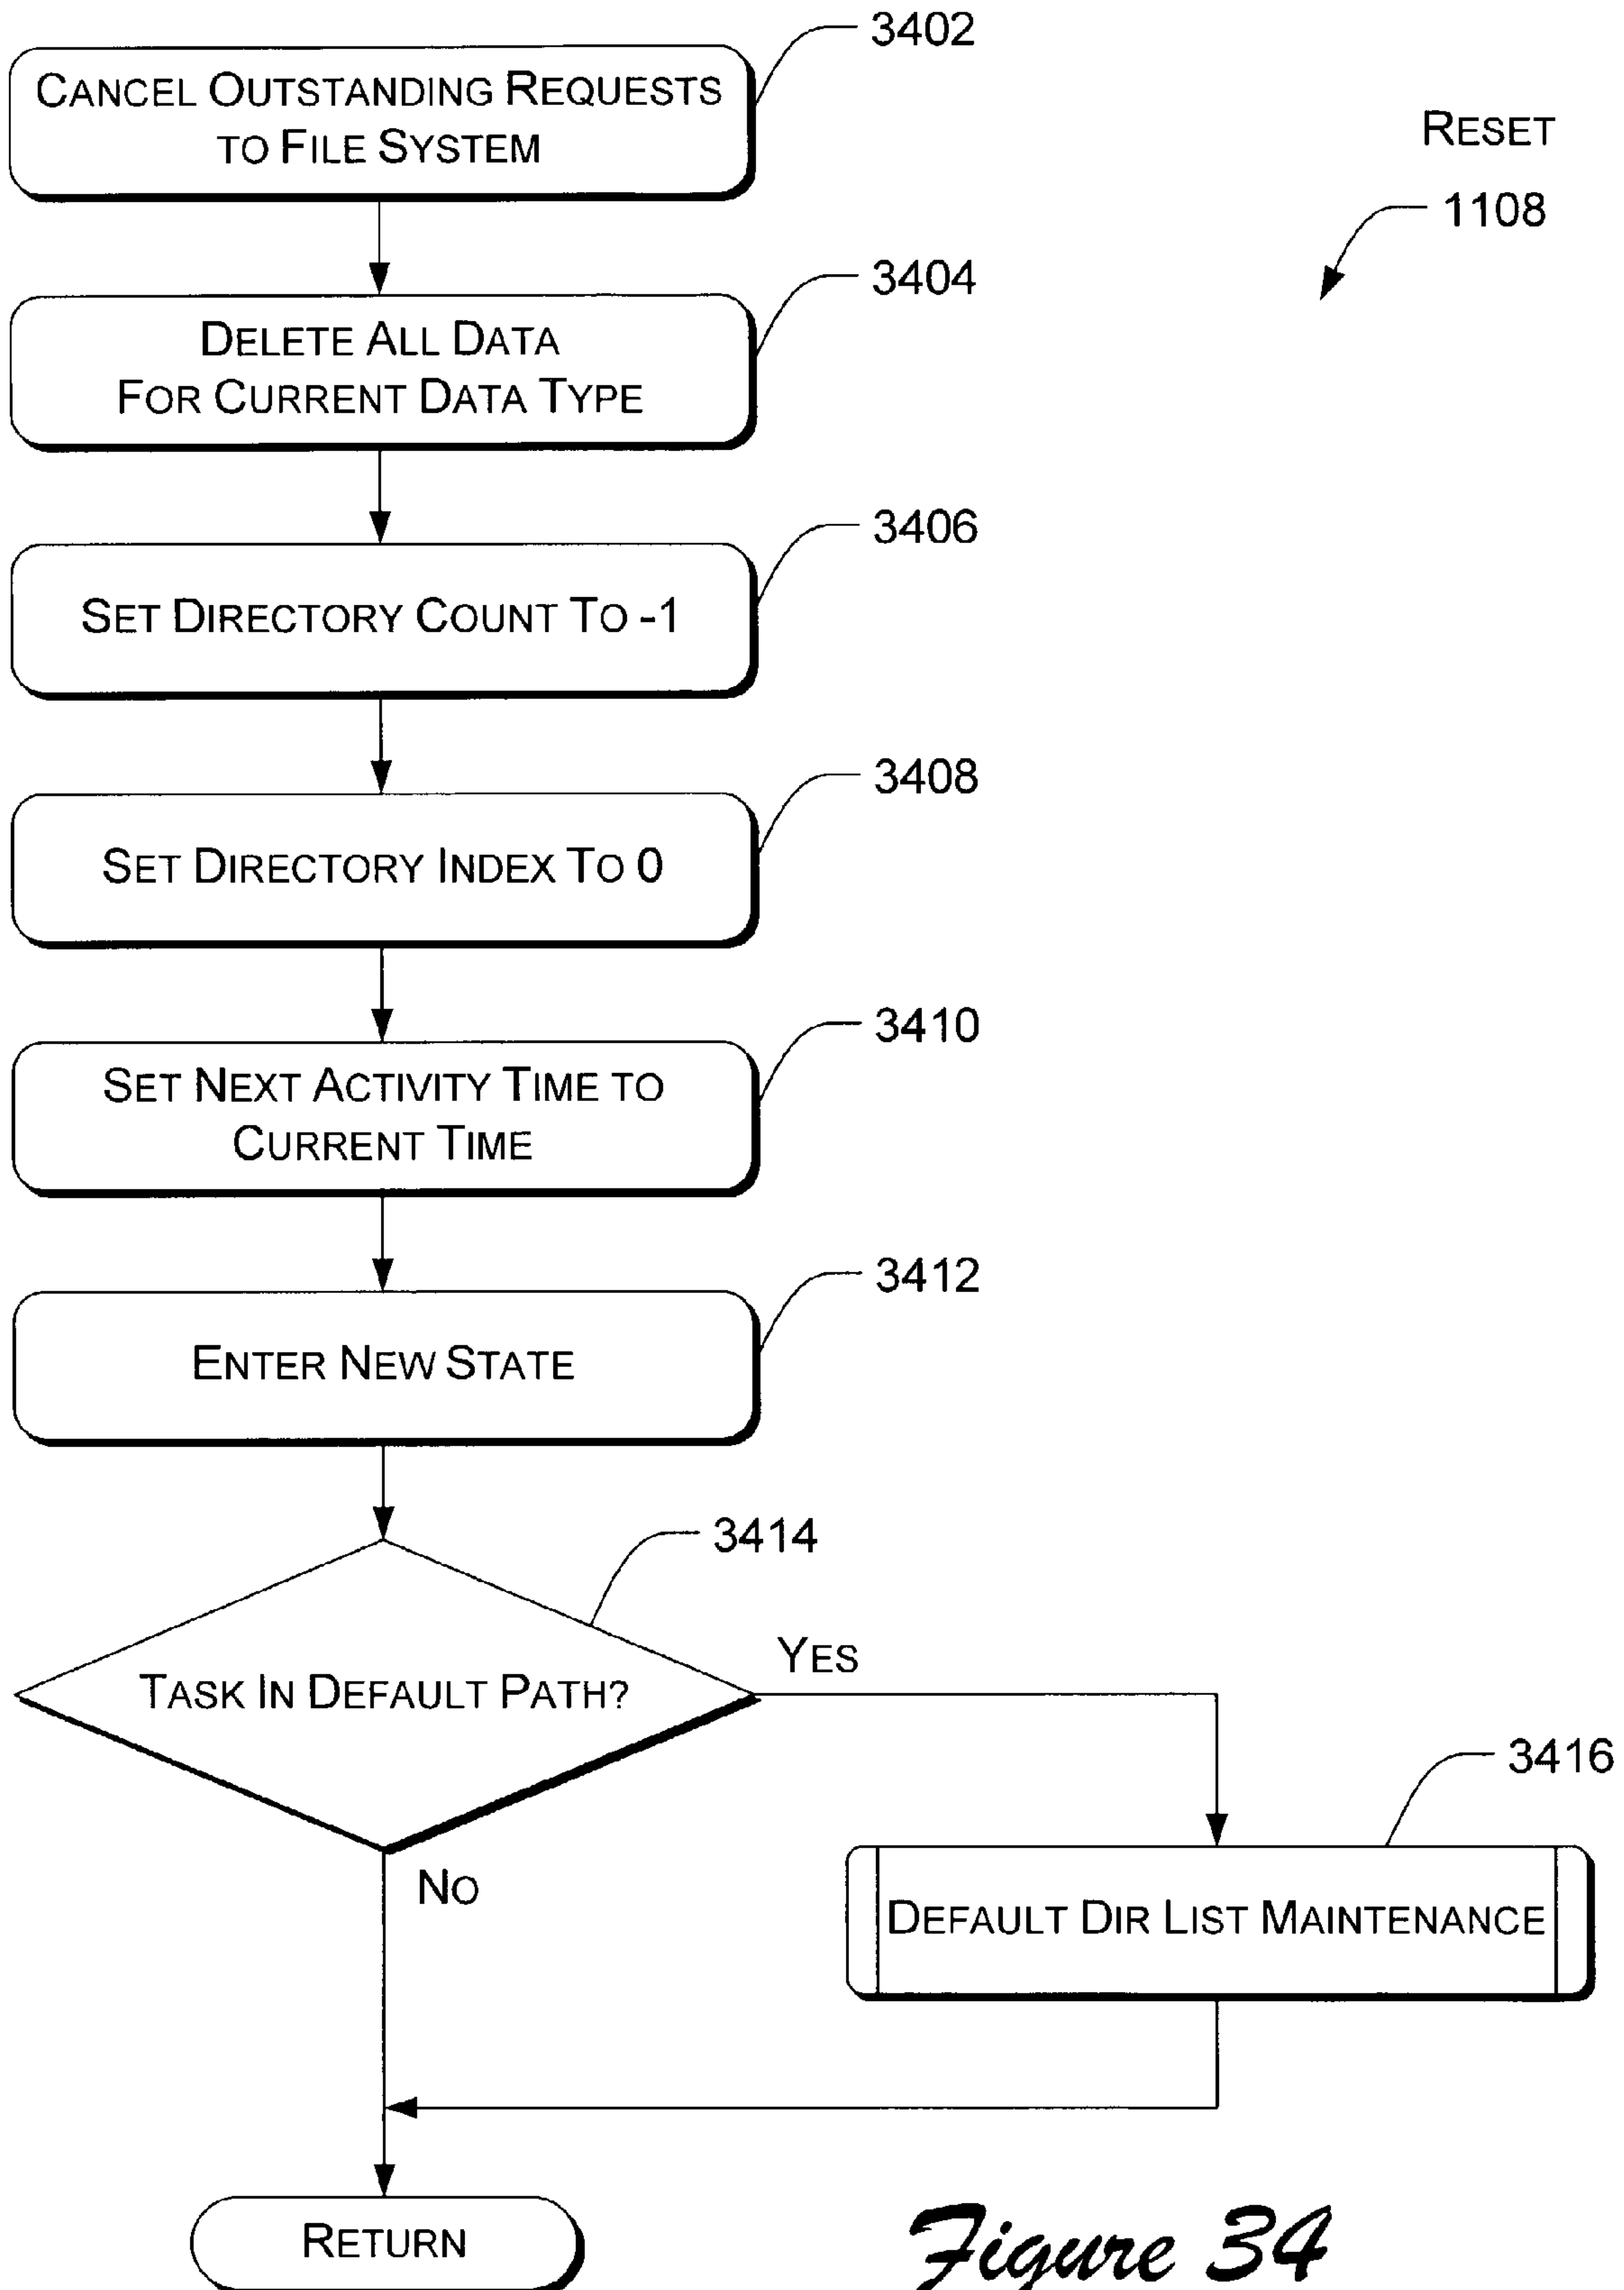 3402
CANCEL OUTSTANDING REQUESTS
TO FILE SYSTEM
RESET
1108
3404
DELETE ALL DATA
FOR CURRENT DATA TYPE
3406
SET DIRECTORY COUNT TO -1
3408
SET DIRECTORY INDEX TO 0
3410
SET NEXT ACTIVITY TIME TO
CURRENT TIME
3412
ENTER NEW STATE
3414
TASK IN DEFAULT PATH?
YES
3416
NO
DEFAULT DIR LIST MAINTENANCE
RETURN
Figure 34